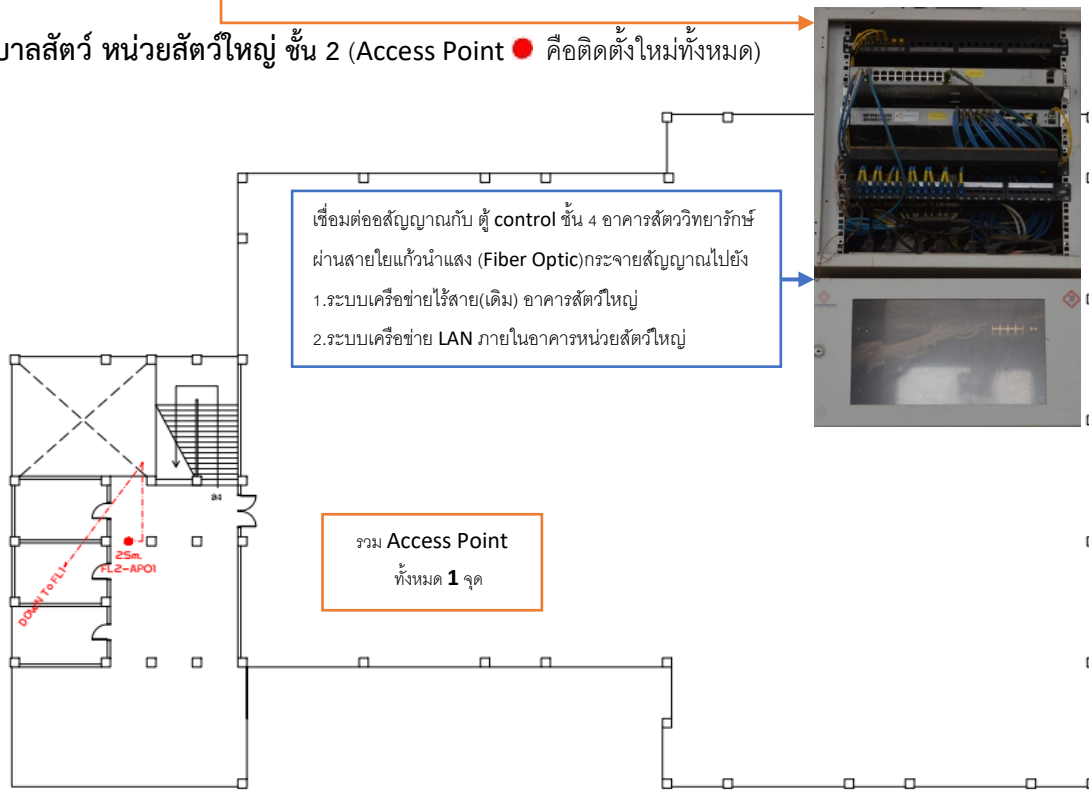 บาลสัตว์ หน่วยสัตว์ใหญ่ ชั้น 2 (Access Point คือติดตั้งใหม่ทั้งหมด)
เชื่อมต่ออสัญญาณกับ ตู้ control ชั้น 4 อาคารสัตววิทยารักษ์
ผ่านสายใยแก้วนำแสง (Fiber Optic)กระจายสัญญาณไปยัง
1.ระบบเครือข่ายไร้สาย(เดิม) อาคารสัตว์ใหญ่
2.ระบบเครือข่าย LAN ภายในอาคารหน่วยสัตว์ใหญ่
25m.
FL2-AP01
DOWN To FL1
รวม Access Point
ทั้งหมด 1 จุด